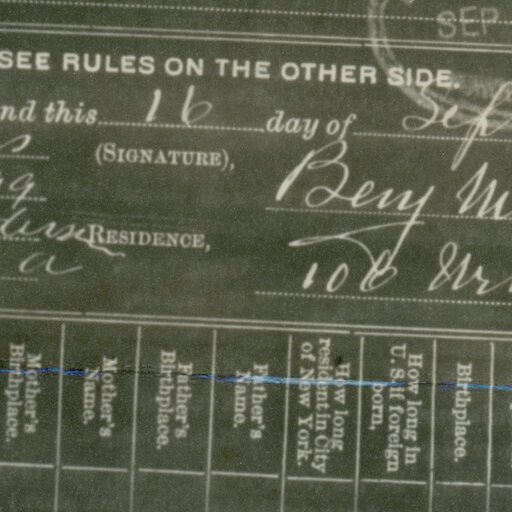 SEP
SEE RULES ON THE OTHER SIDE.
nd this 16 day of Sep
(SIGNATURE), Benj M
RESIDENCE, 106
a
Mother's Birthplace.
Mother's Name.
Father's Birthplace.
Father's Name.
How long resident in City of New York.
How long in U. S. if foreign born,
Birthplace.